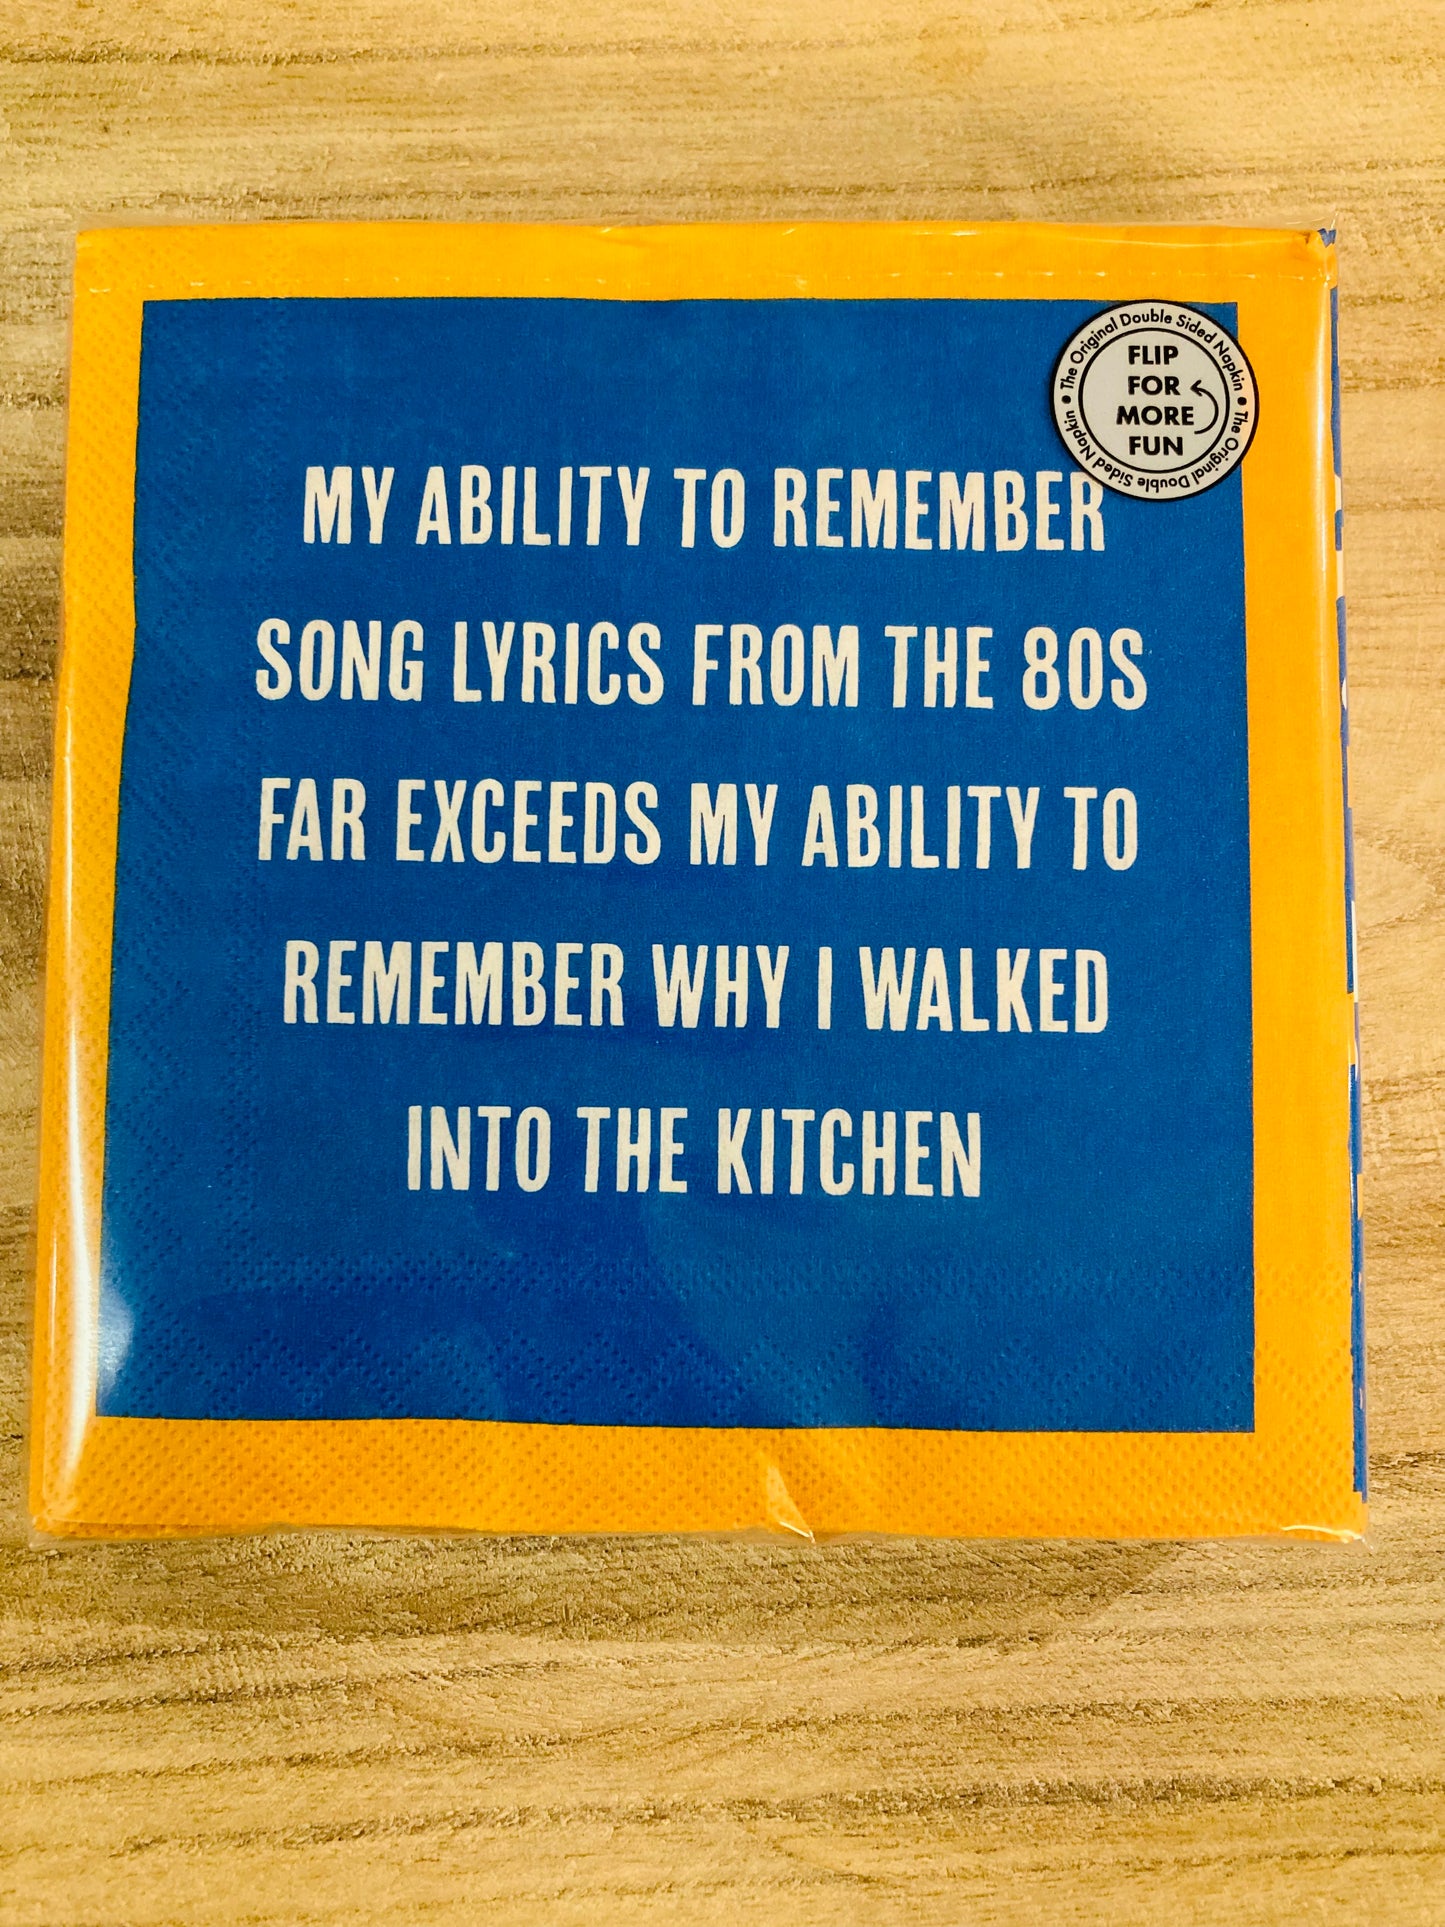 The Original Double Sided Napkin • The Original Double Sided Napkin •
FLIP
FOR
MORE
FUN
MY ABILITY TO REMEMBER
SONG LYRICS FROM THE 80S
FAR EXCEEDS MY ABILITY TO
REMEMBER WHY I WALKED
INTO THE KITCHEN